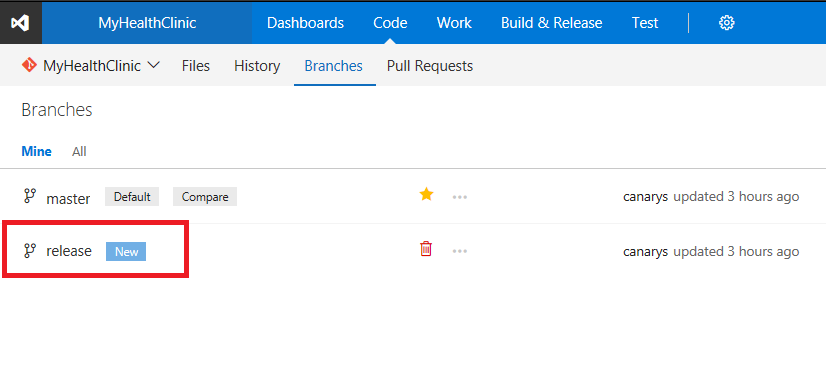 MyHealthClinic Dashboards Code Work Build & Release Test
MyHealthClinic Files History Branches Pull Requests
Branches
Mine All
master Default Compare ... canarys updated 3 hours ago
release New ... canarys updated 3 hours ago